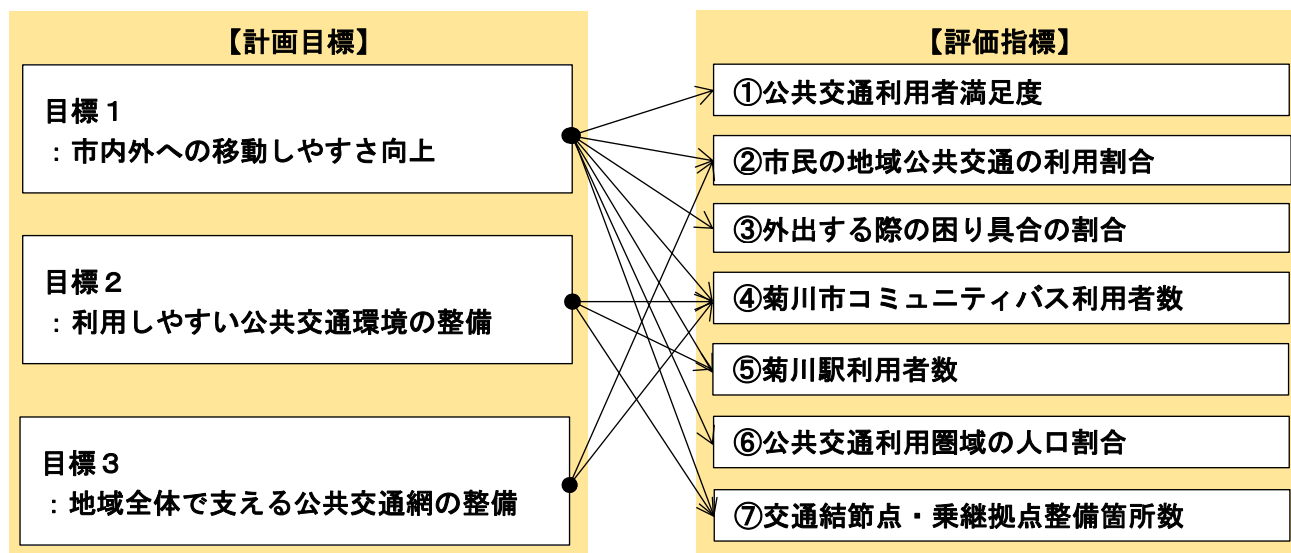 【計画目標】
目標１
：市内外への移動しやすさ向上
目標２
：利用しやすい公共交通環境の整備
目標３
：地域全体で支える公共交通網の整備
【評価指標】
①公共交通利用者満足度
②市民の地域公共交通の利用割合
③外出する際の困り具合の割合
④菊川市コミュニティバス利用者数
⑤菊川駅利用者数
⑥公共交通利用圏域の人口割合
⑦交通結節点・乗継拠点整備箇所数